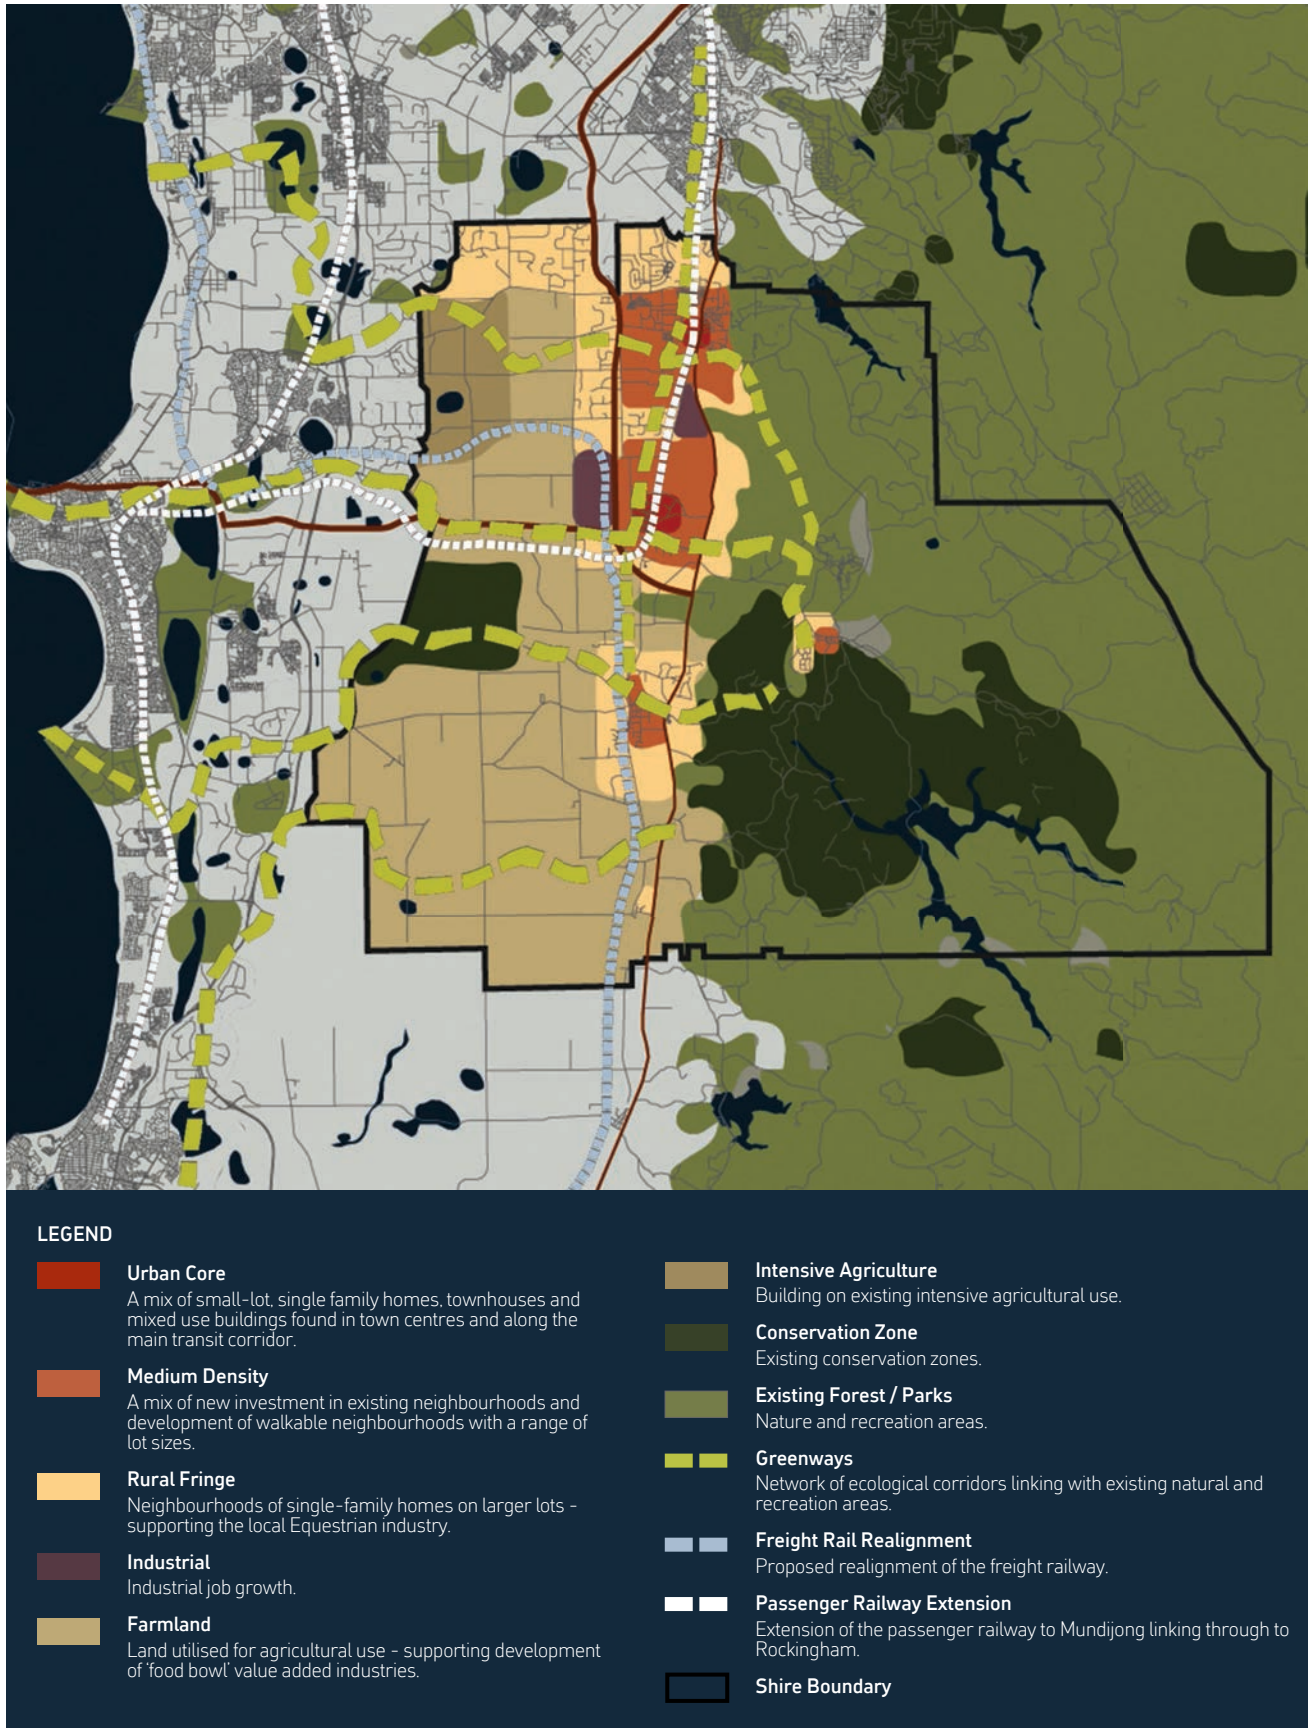 LEGEND
Urban Core
A mix of small-lot, single family homes, townhouses and
mixed use buildings found in town centres and along the
main transit corridor.
Medium Density
A mix of new investment in existing neighbourhoods and
development of walkable neighbourhoods with a range of
lot sizes.
Rural Fringe
Neighbourhoods of single-family homes on larger lots -
supporting the local Equestrian industry.
Industrial
Industrial job growth.
Farmland
Land utilised for agricultural use - supporting development
of 'food bowl' value added industries.
Intensive Agriculture
Building on existing intensive agricultural use.
Conservation Zone
Existing conservation zones.
Existing Forest / Parks
Nature and recreation areas.
Greenways
Network of ecological corridors linking with existing natural and
recreation areas.
Freight Rail Realignment
Proposed realignment of the freight railway.
Passenger Railway Extension
Extension of the passenger railway to Mundijong linking through to
Rockingham.
Shire Boundary